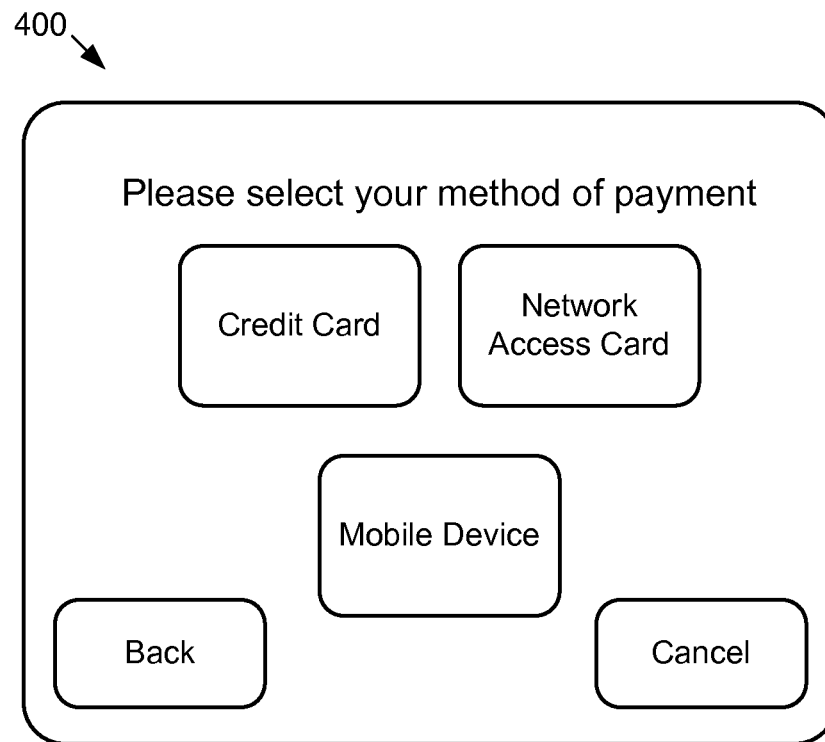 400
Please select your method of payment
Credit Card
Network
Access Card
Mobile Device
Back
Cancel